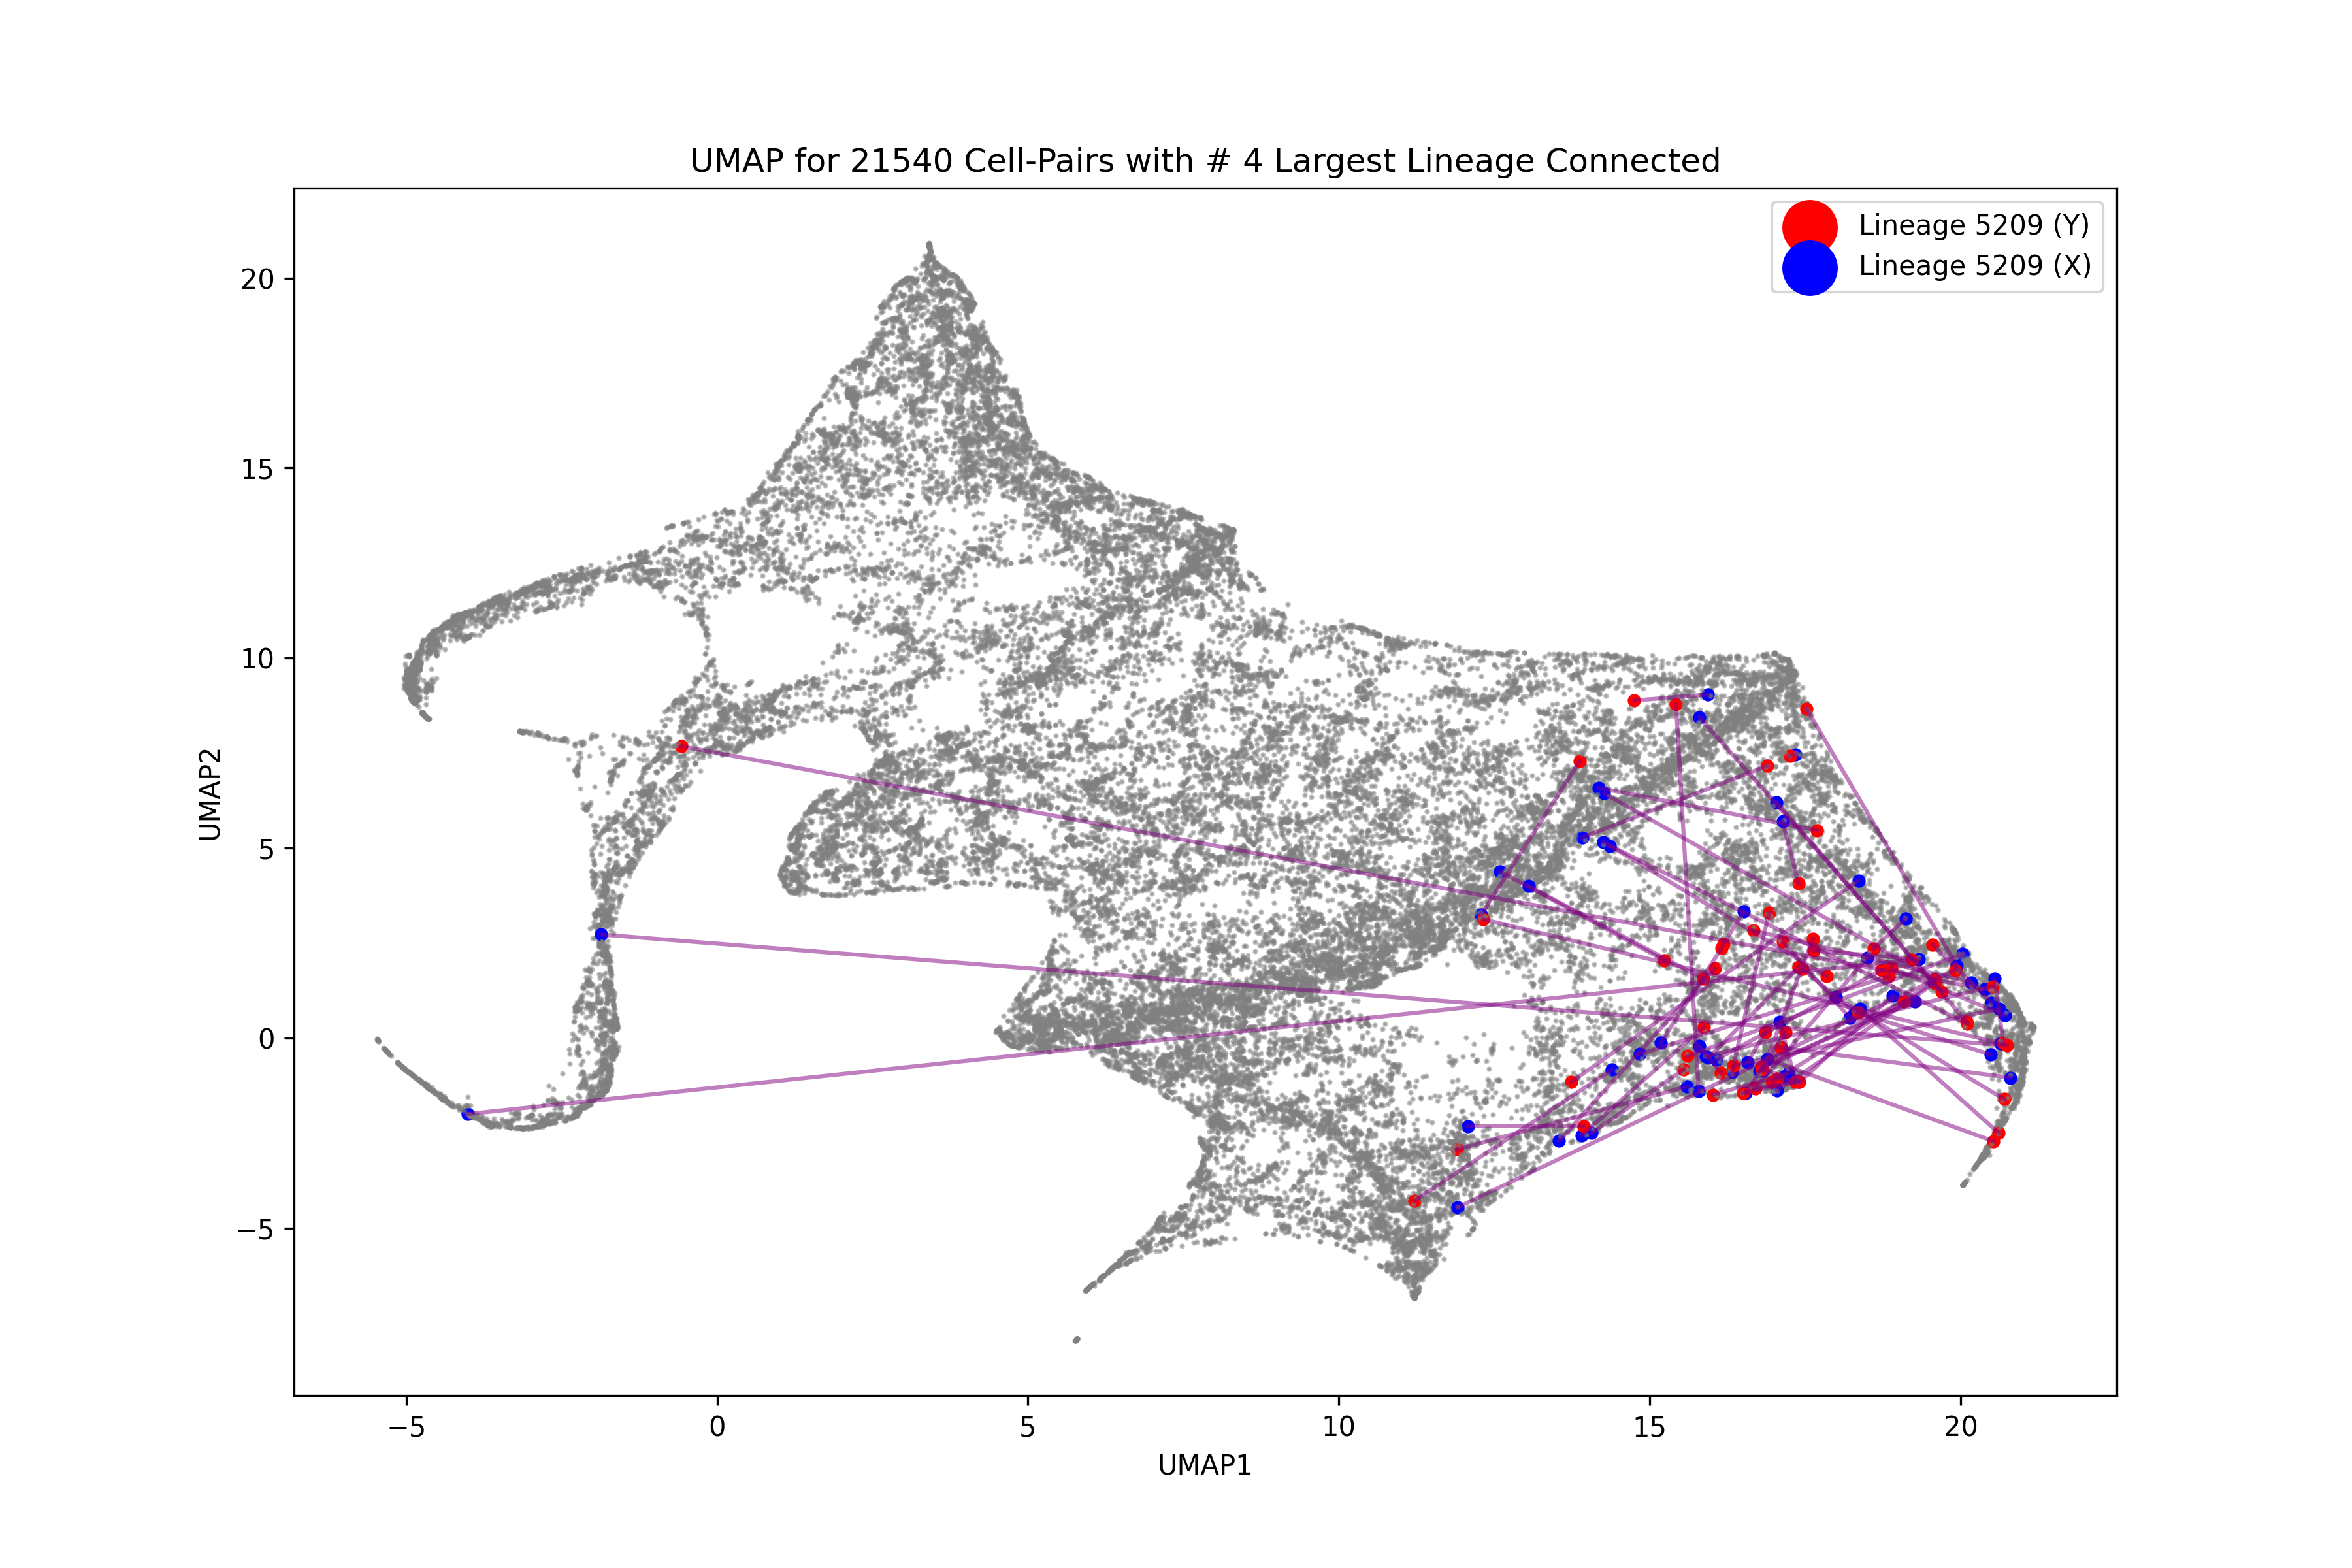 UMAP for 21540 Cell-Pairs with # 4 Largest Lineage Connected
Lineage 5209 (Y)
Lineage 5209 (X)
20
15
10
5
0
−5
UMAP2
−5
0
5
10
15
20
UMAP1